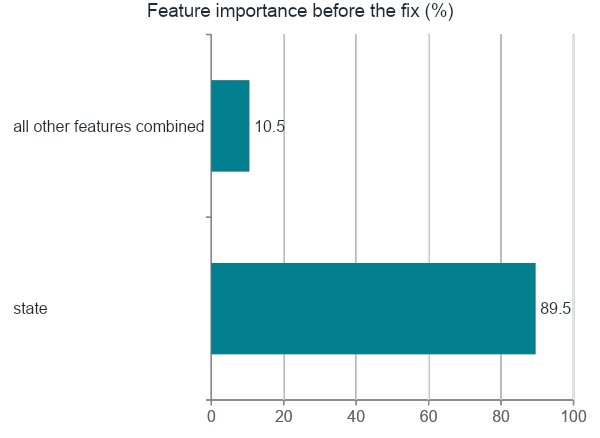 Feature importance before the fix (%)
all other features combined 10.5
state 89.5
0 20 40 60 80 100